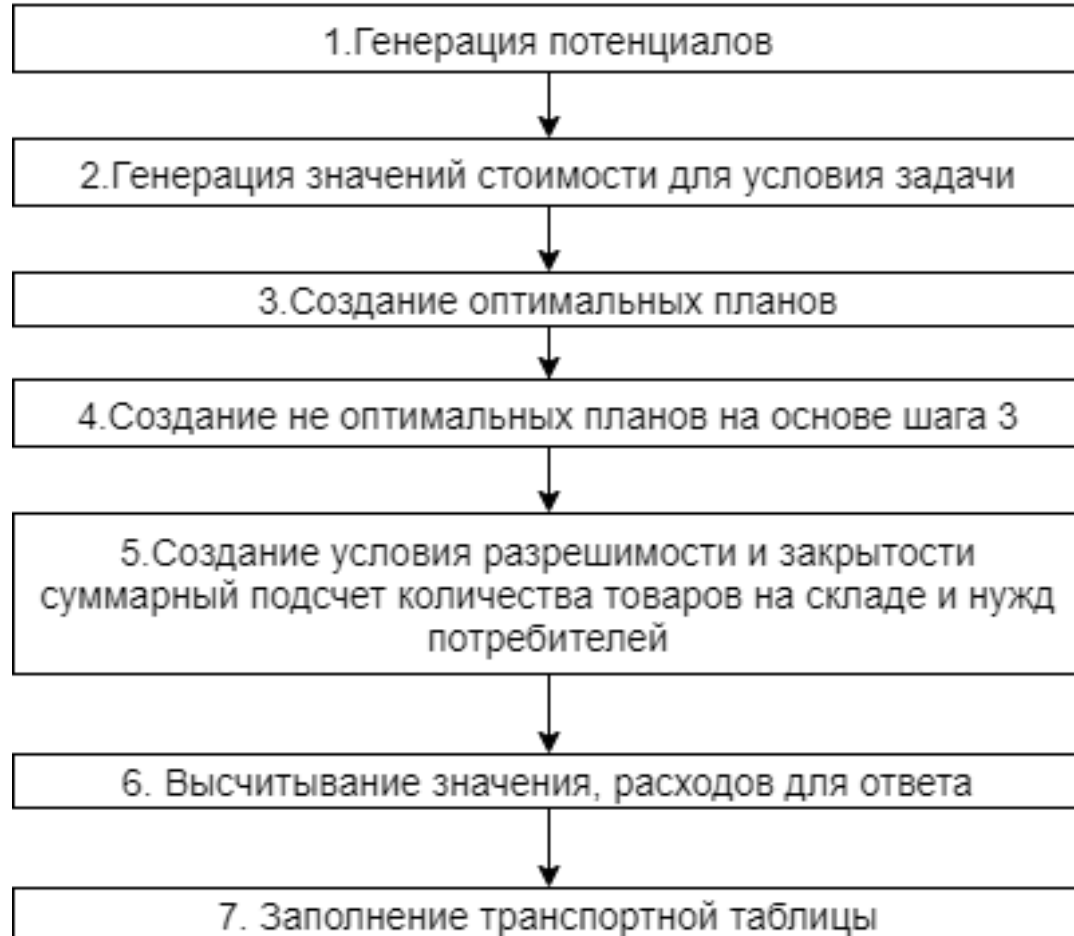 1.Генерация потенциалов
2.Генерация значений стоимости для условия задачи
3.Создание оптимальных планов
4.Создание не оптимальных планов на основе шага 3
5.Создание условия разрешимости и закрытости
суммарный подсчет количества товаров на складе и нужд
потребителей
6. Высчитывание значения, расходов для ответа
7. Заполнение транспортной таблицы